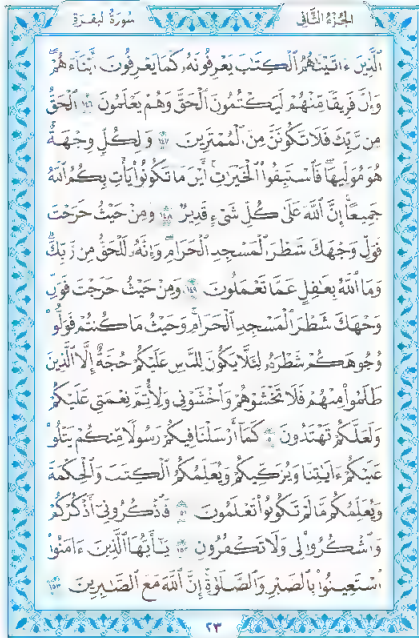 الجزء الثاني سورة البقرة
ٱلَّذِينَ ءَاتَيْنَٰهُمُ ٱلْكِتَٰبَ يَعْرِفُونَهُۥ كَمَا يَعْرِفُونَ أَبْنَآءَهُمْ
وَإِنَّ فَرِيقًا مِّنْهُمْ لَيَكْتُمُونَ ٱلْحَقَّ وَهُمْ يَعْلَمُونَ ١٤٦ ٱلْحَقُّ
مِن رَّبِّكَ فَلَا تَكُونَنَّ مِنَ ٱلْمُمْتَرِينَ ١٤٧ وَلِكُلٍّ وِجْهَةٌ
هُوَ مُوَلِّيهَا فَٱسْتَبِقُوا۟ ٱلْخَيْرَٰتِ أَيْنَ مَا تَكُونُوا۟ يَأْتِ بِكُمُ ٱللَّهُ
جَمِيعًا إِنَّ ٱللَّهَ عَلَىٰ كُلِّ شَىْءٍ قَدِيرٌ ١٤٨ وَمِنْ حَيْثُ خَرَجْتَ
فَوَلِّ وَجْهَكَ شَطْرَ ٱلْمَسْجِدِ ٱلْحَرَامِ وَإِنَّهُۥ لَلْحَقُّ مِن رَّبِّكَ
وَمَا ٱللَّهُ بِغَٰفِلٍ عَمَّا تَعْمَلُونَ ١٤٩ وَمِنْ حَيْثُ خَرَجْتَ فَوَلِّ
وَجْهَكَ شَطْرَ ٱلْمَسْجِدِ ٱلْحَرَامِ وَحَيْثُ مَا كُنتُمْ فَوَلُّوا۟
وُجُوهَكُمْ شَطْرَهُۥ لِئَلَّا يَكُونَ لِلنَّاسِ عَلَيْكُمْ حُجَّةٌ إِلَّا ٱلَّذِينَ
ظَلَمُوا۟ مِنْهُمْ فَلَا تَخْشَوْهُمْ وَٱخْشَوْنِى وَلِأُتِمَّ نِعْمَتِى عَلَيْكُمْ
وَلَعَلَّكُمْ تَهْتَدُونَ ١٥٠ كَمَآ أَرْسَلْنَا فِيكُمْ رَسُولًا مِّنكُمْ يَتْلُوا۟
عَلَيْكُمْ ءَايَٰتِنَا وَيُزَكِّيكُمْ وَيُعَلِّمُكُمُ ٱلْكِتَٰبَ وَٱلْحِكْمَةَ
وَيُعَلِّمُكُم مَّا لَمْ تَكُونُوا۟ تَعْلَمُونَ ١٥١ فَٱذْكُرُونِىٓ أَذْكُرْكُمْ
وَٱشْكُرُوا۟ لِى وَلَا تَكْفُرُونِ ١٥٢ يَٰٓأَيُّهَا ٱلَّذِينَ ءَامَنُوا۟
ٱسْتَعِينُوا۟ بِٱلصَّبْرِ وَٱلصَّلَوٰةِ إِنَّ ٱللَّهَ مَعَ ٱلصَّٰبِرِينَ ١٥٣
٢٣